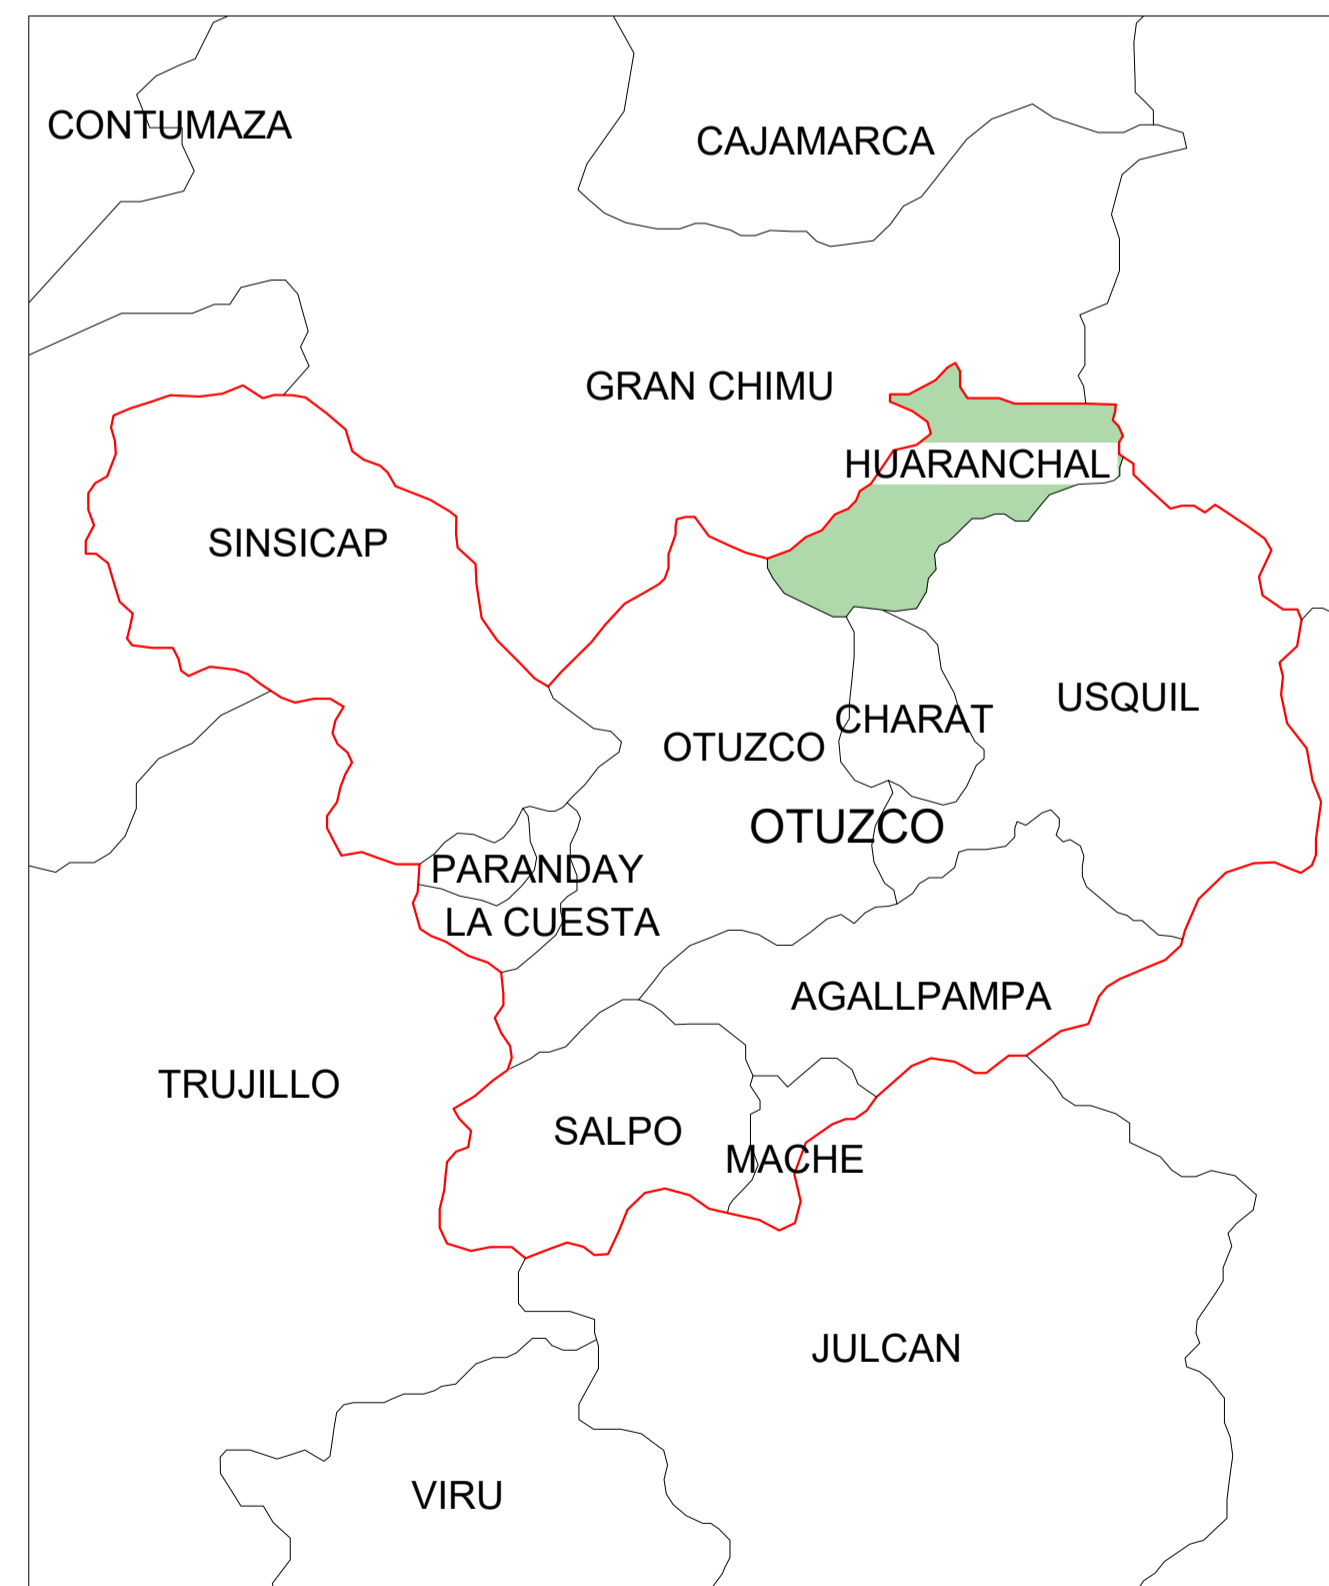 CONTUMAZA
CAJAMARCA
GRAN CHIMU
HUARANCHAL
SINSICAP
USQUIL
CHARAT
OTUZCO
OTUZCO
PARANDAY
LA CUESTA
AGALLPAMPA
TRUJILLO
SALPO
MACHE
JULCAN
VIRU